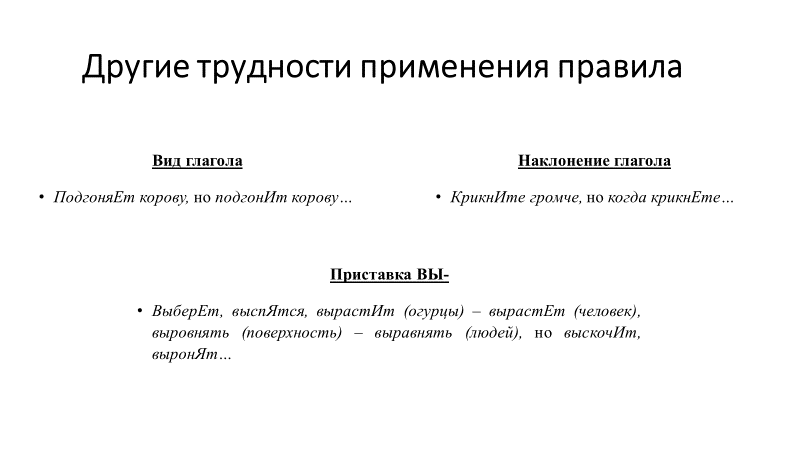 Другие трудности применения правила
Вид глагола
• ПодгоняЕт корову, но подгонИт корову…
Наклонение глагола
• КрикнИте громче, но когда крикнЕте…
Приставка ВЫ-
• ВыберЕт, выспЯтся, вырастИт (огурцы) – вырастЕт (человек),
выровнять (поверхность) – выравнять (людей), но выскочИт,
выронЯт…